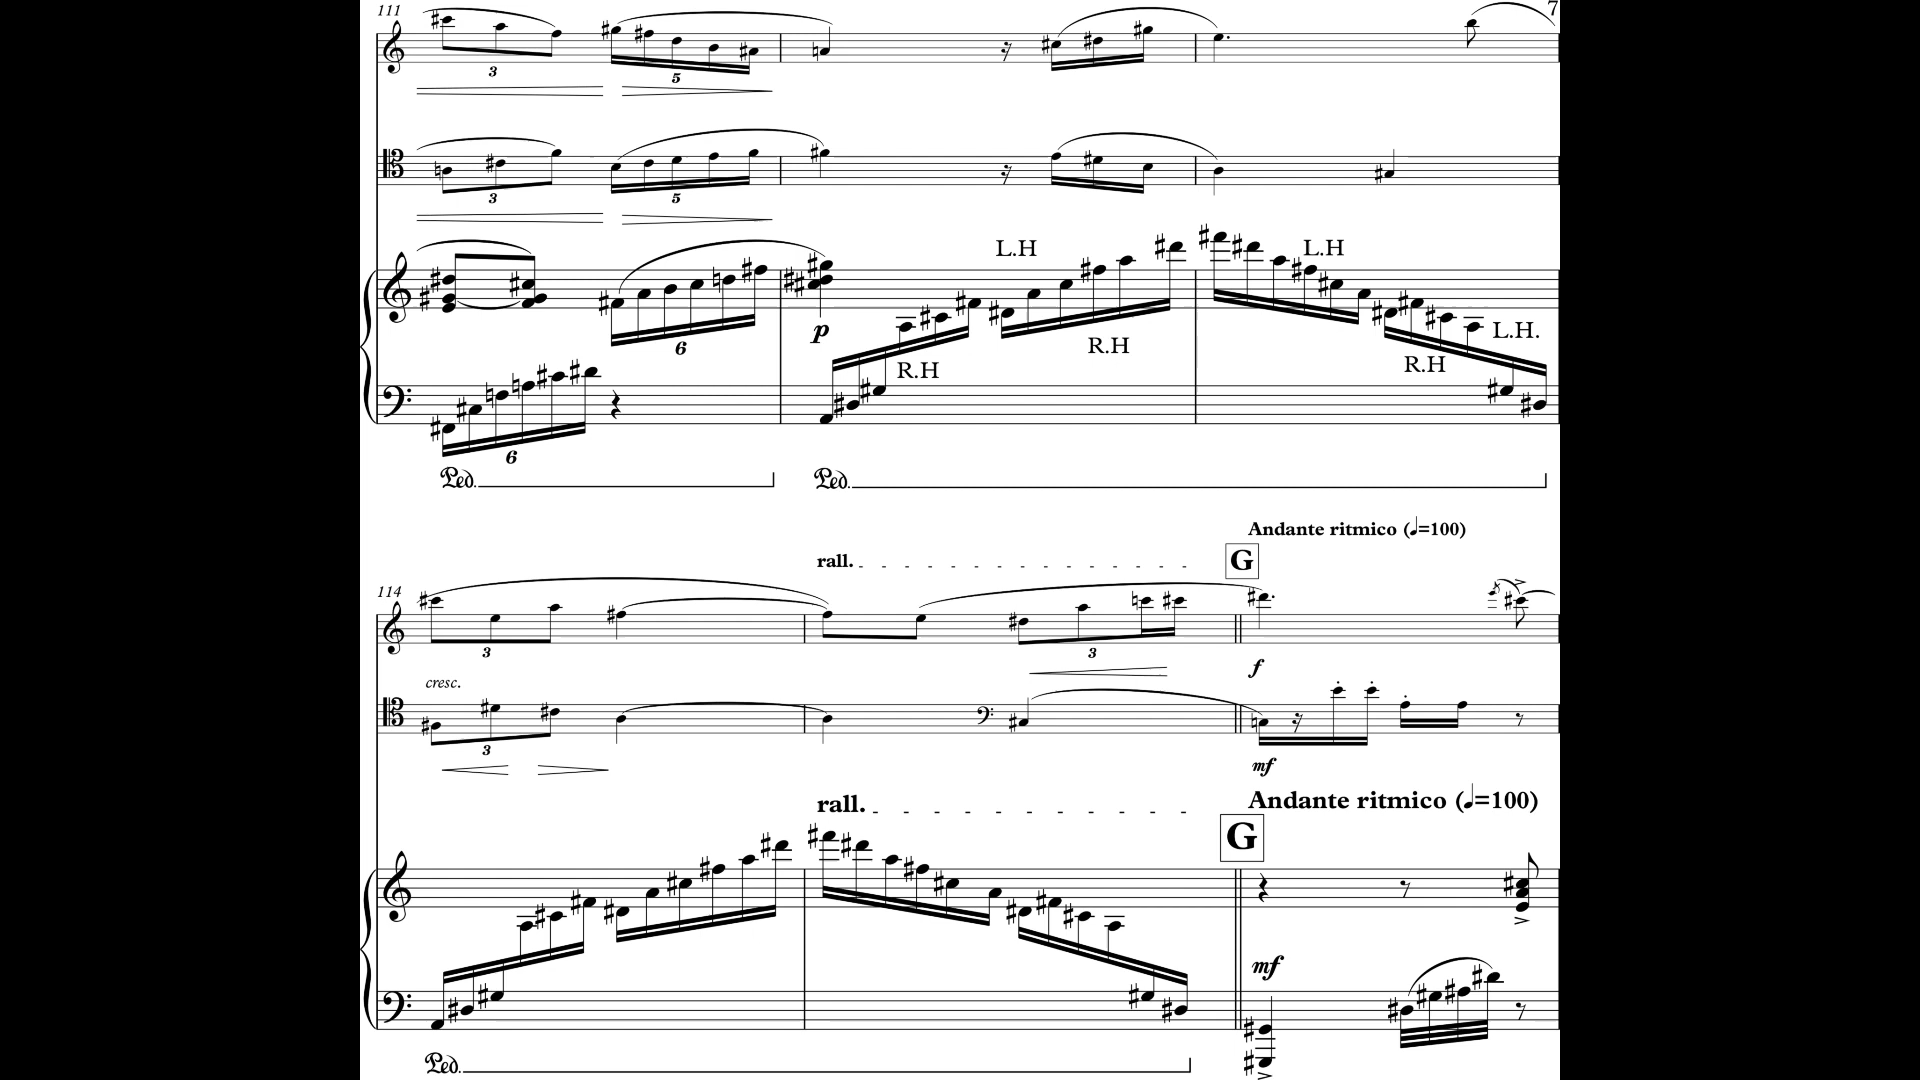 111
7
3
5
3
5
L.H
L.H
6
p
R.H
L.H.
R.H
R.H
6
Ped.
Ped.
Andante ritmico (♩=100)
rall.
G
114
3
3
f
cresc.
3
mf
rall.
Andante ritmico (♩=100)
G
mf
Ped.